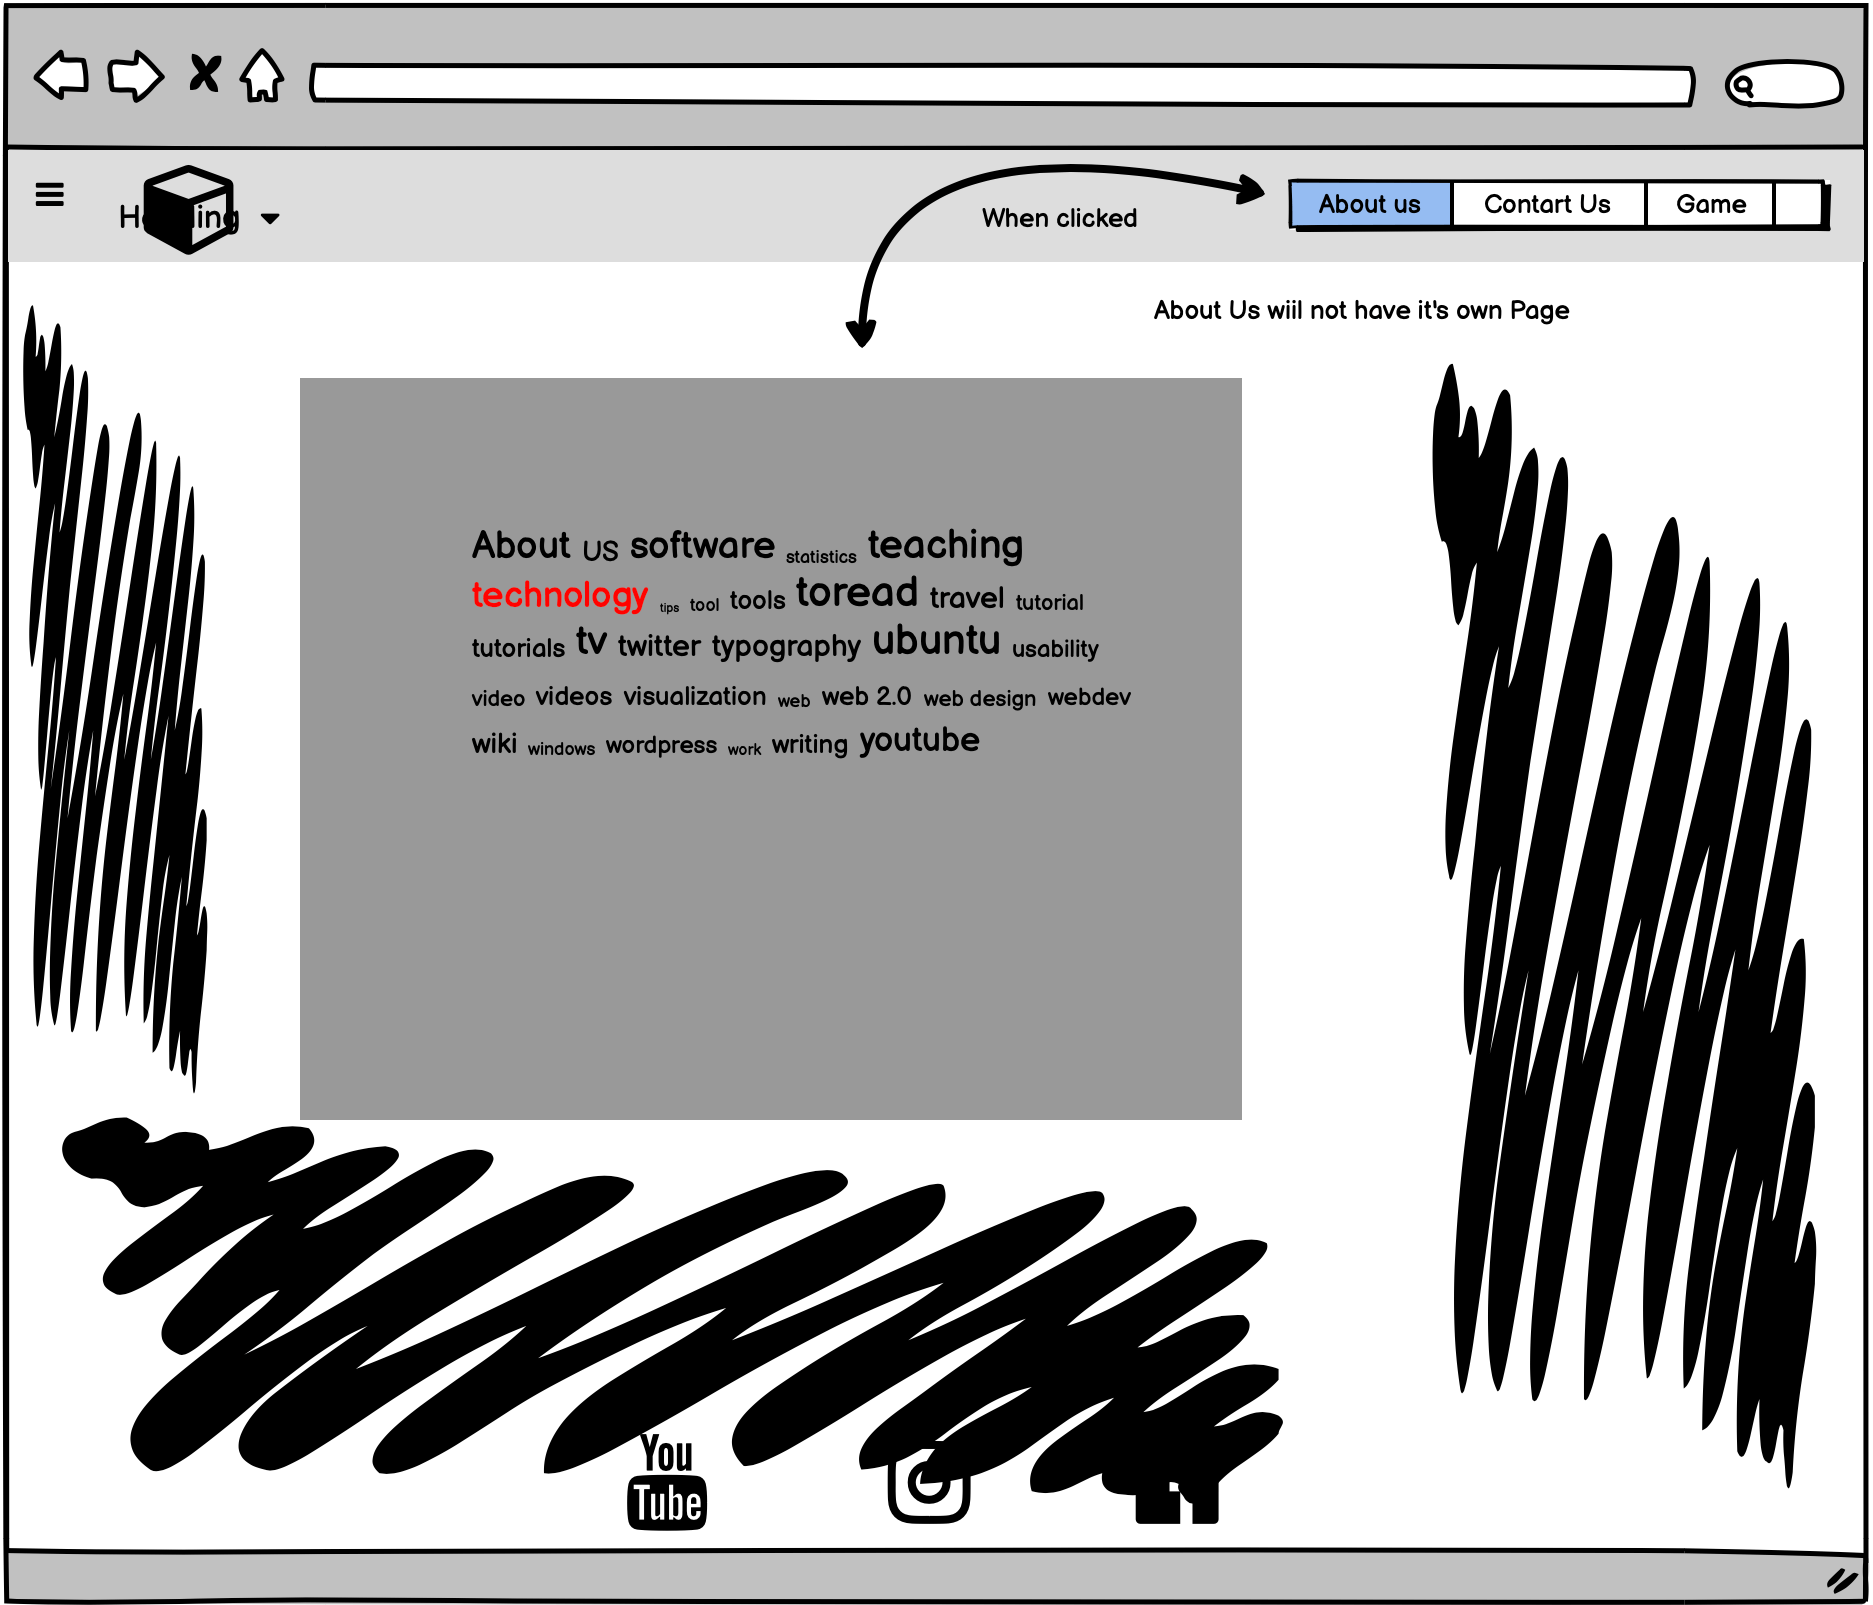 About us Contart Us Game
When clicked
About Us wiil not have it's own Page
About US software statistics teaching
technology tips tool tools toread travel tutorial
tutorials tv twitter typography ubuntu usability
video videos visualization web web 2.0 web design webdev
wiki windows wordpress work writing youtube
You
Tube